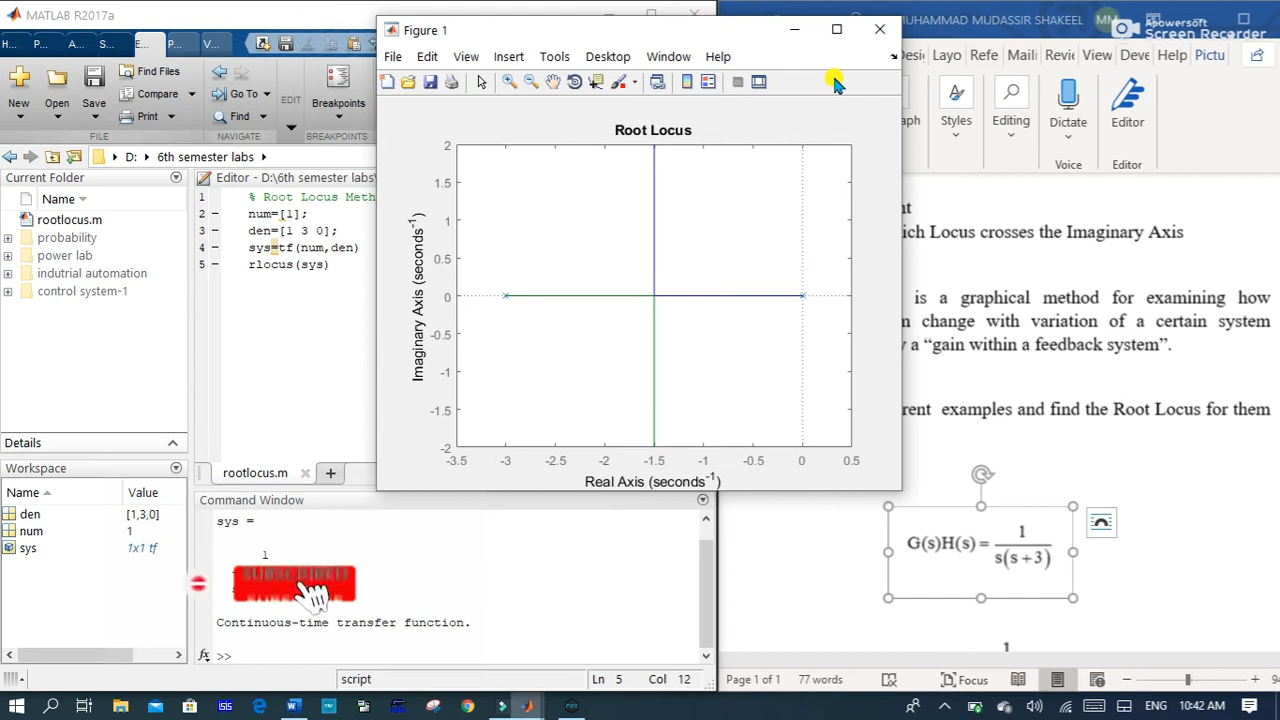 MATLAB R2017a
H... P... A... S... E... P... V...
New
Open
Save
Find Files
Compare
Print
FILE
Go To
Find
NAVIGATE
EDIT
Breakpoints
BREAKPOINTS
D: 6th semester labs
Current Folder
Name
rootlocus.m
probability
power lab
indutrial automation
control system-1
Details
Workspace
Name Value
den [1,3,0]
num 1
sys 1x1 tf
Editor - D:\6th semester labs\
1 % Root Locus Meth
2 num=[1];
3 den=[1 3 0];
4 sys=tf(num,den)
5 rlocus(sys)
rootlocus.m
Command Window
sys =
1
Continuous-time transfer function.
fx >>
script
Ln 5 Col 12
Figure 1
File Edit View Insert Tools Desktop Window Help
Root Locus
2
1.5
1
0.5
0
-0.5
-1
-1.5
-2
Imaginary Axis (seconds-1)
-3.5 -3 -2.5 -2 -1.5 -1 -0.5 0 0.5
Real Axis (seconds-1)
MUHAMMAD MUDASSIR SHAKEEL MM
Apowersoft
Screen Recorder
Desi Layo Refe Maili Revie View Deve Help Pictu
aph
Styles
Editing
Dictate
Editor
Voice
Editor
nt
ich Locus crosses the Imaginary Axis
is a graphical method for examining how
n change with variation of a certain system
y a “gain within a feedback system”.
rent examples and find the Root Locus for them
G(s)H(s) = 1 / s(s+3)
1
Page 1 of 1 77 words
Focus
94
ENG 10:42 AM